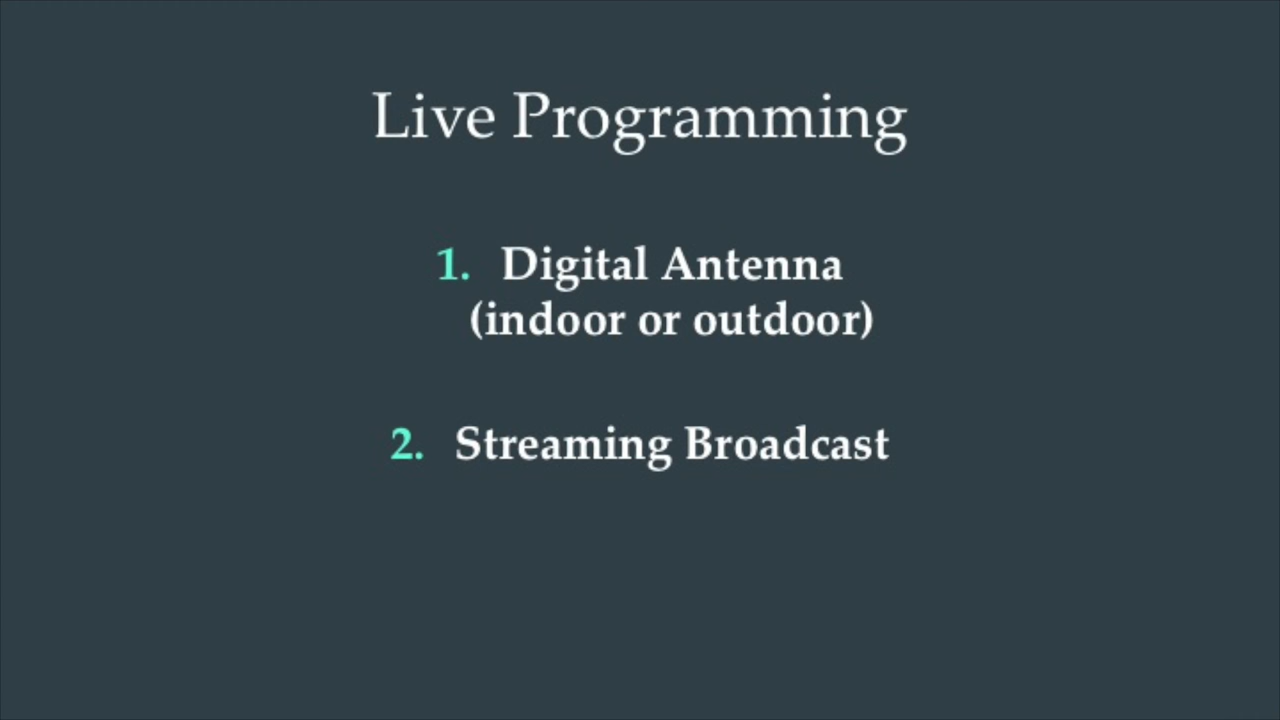 Live Programming
1. Digital Antenna
(indoor or outdoor)
2. Streaming Broadcast